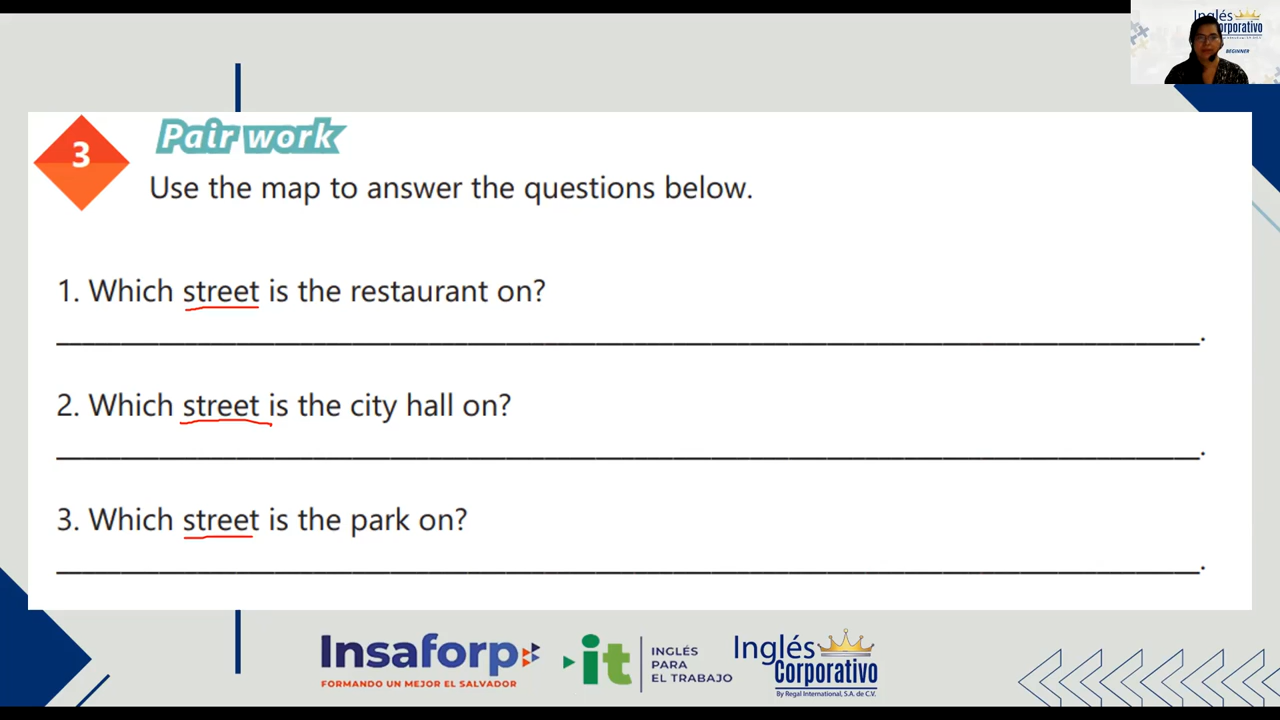 Inglés
Corporativo
BEGINNER
3
Pair work
Use the map to answer the questions below.
1. Which street is the restaurant on?
.
2. Which street is the city hall on?
.
3. Which street is the park on?
.
Insaforp
FORMANDO UN MEJOR EL SALVADOR
it
INGLÉS
PARA
EL TRABAJO
Inglés
Corporativo
By Regal International, S.A. de C.V.